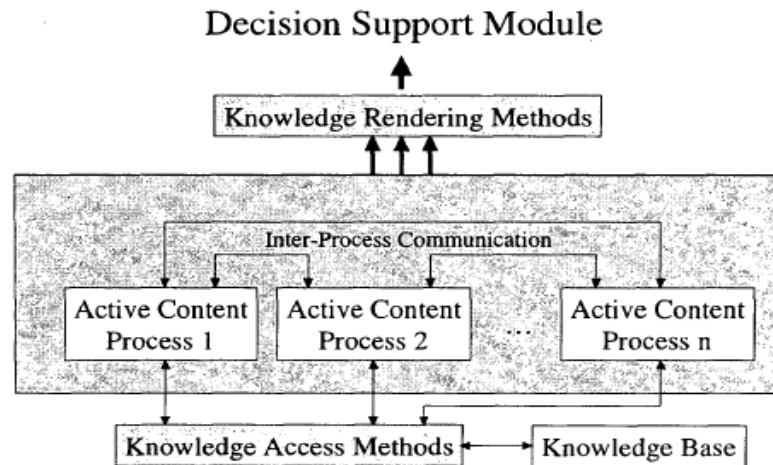 Decision Support Module
Knowledge Rendering Methods
Inter-Process Communication
Active Content
Process 1
Active Content
Process 2
...
Active Content
Process n
Knowledge Access Methods
Knowledge Base